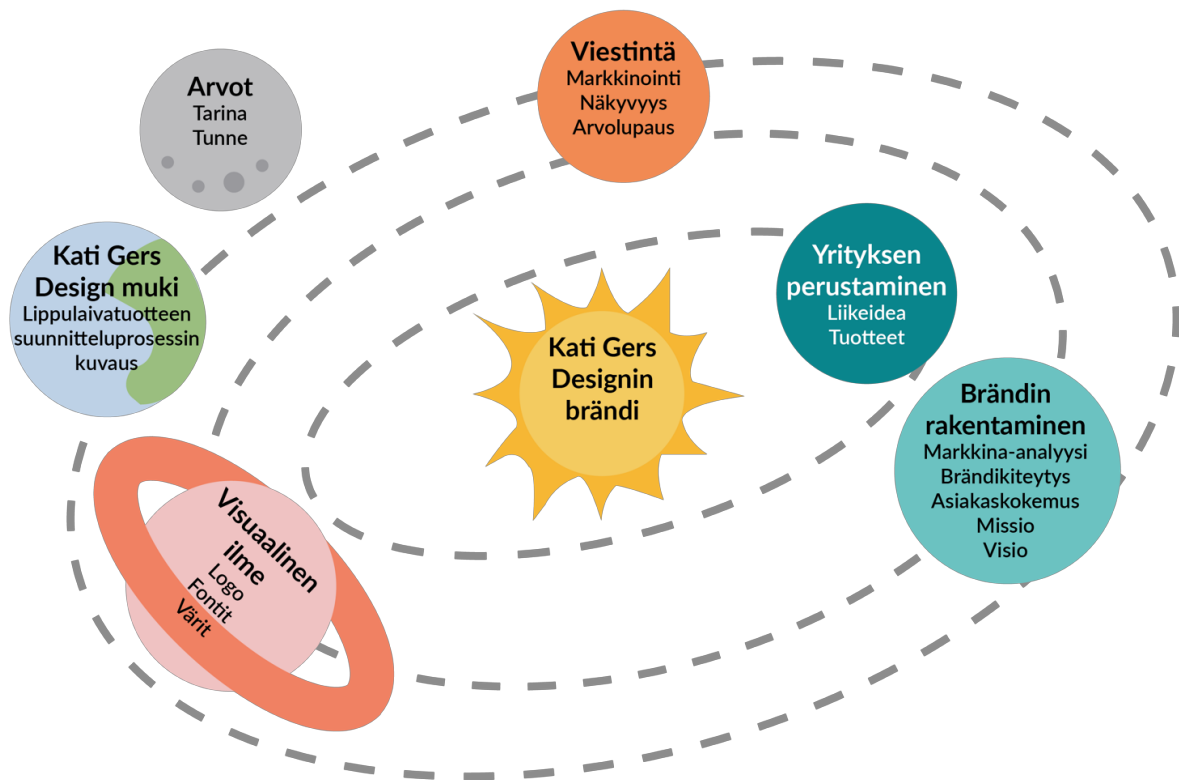 Arvot
Tarina
Tunne
Viestintä
Markkinointi
Näkyvyys
Arvolupaus
Kati Gers
Design muki
Lippulaivatuotteen
suunnitteluprosessin
kuvaus
Yrityksen
perustaminen
Liikeidea
Tuotteet
Kati Gers
Designin
brändi
Brändin
rakentaminen
Markkina-analyysi
Brändikiteytys
Asiakaskokemus
Missio
Visio
Visuaalinen
ilme
Logo
Fontit
Värit